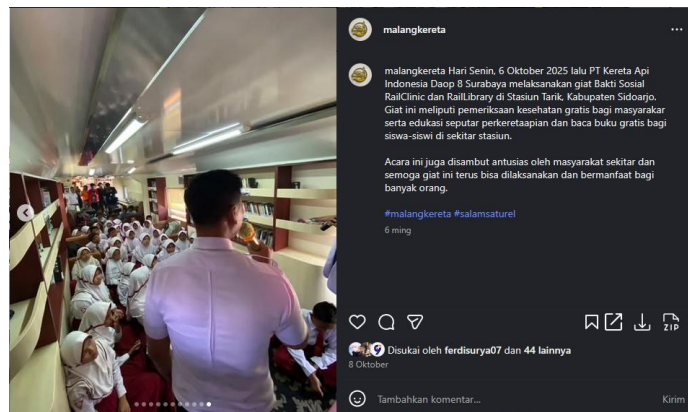 malangkereta
malangkereta Hari Senin, 6 Oktober 2025 lalu PT Kereta Api
Indonesia Daop 8 Surabaya melaksanakan giat Bakti Sosial
RailClinic dan RailLibrary di Stasiun Tarik, Kabupaten Sidoarjo.
Giat ini meliputi pemeriksaan kesehatan gratis bagi masyarakar
serta edukasi seputar perkeretaapian dan baca buku gratis bagi
siswa-siswi di sekitar stasiun.
Acara ini juga disambut antusias oleh masyarakat sekitar dan
semoga giat ini terus bisa dilaksanakan dan bermanfaat bagi
banyak orang.
#malangkereta #salamsaturel
6 ming
ZIP
Disukai oleh ferdisurya07 dan 44 lainnya
8 Oktober
Tambahkan komentar...
Kirim